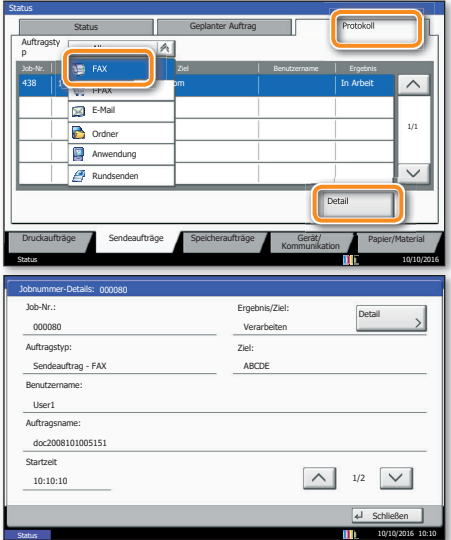 Status
Status
Geplanter Auftrag
Protokoll
Auftragsty
p
Job-Nr.
Ziel
Benutzername
Ergebnis
438
FAX
om
In Arbeit
I-FAX
E-Mail
1/1
Ordner
Anwendung
Rundsenden
Detail
Druckaufträge
Sendeaufträge
Speicheraufträge
Gerät/
Kommunikation
Papier/Material
Status
10/10/2016
Jobnummer-Details: 000080
Job-Nr.:
Ergebnis/Ziel:
Detail
000080
Verarbeiten
Auftragstyp:
Ziel:
Sendeauftrag - FAX
ABCDE
Benutzername:
User1
Auftragsname:
doc2008101005151
Startzeit
10:10:10
1/2
Schließen
Status
10/10/2016 10:10